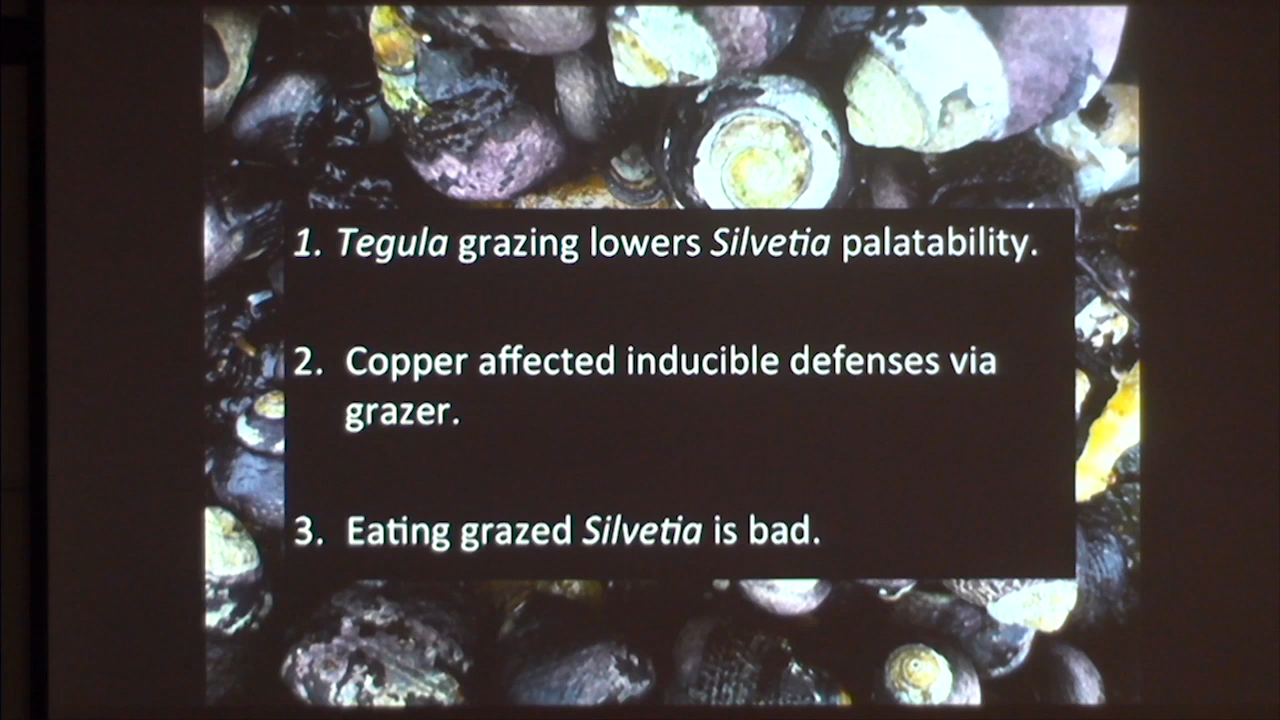 1. Tegula grazing lowers Silvetia palatability.
2. Copper affected inducible defenses via
grazer.
3. Eating grazed Silvetia is bad.